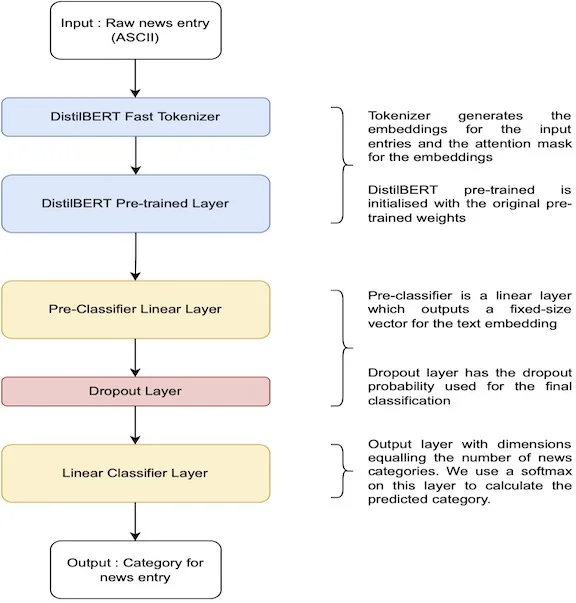 Input : Raw news entry
(ASCII)
DistilBERT Fast Tokenizer
Tokenizer generates the
embeddings for the input
entries and the attention mask
for the embeddings
DistilBERT Pre-trained Layer
DistilBERT pre-trained is
initialised with the original pre-
trained weights
Pre-Classifier Linear Layer
Pre-classifier is a linear layer
which outputs a fixed-size
vector for the text embedding
Dropout Layer
Dropout layer has the dropout
probability used for the final
classification
Linear Classifier Layer
Output layer with dimensions
equalling the number of news
categories. We use a softmax
on this layer to calculate the
predicted category.
Output : Category for
news entry